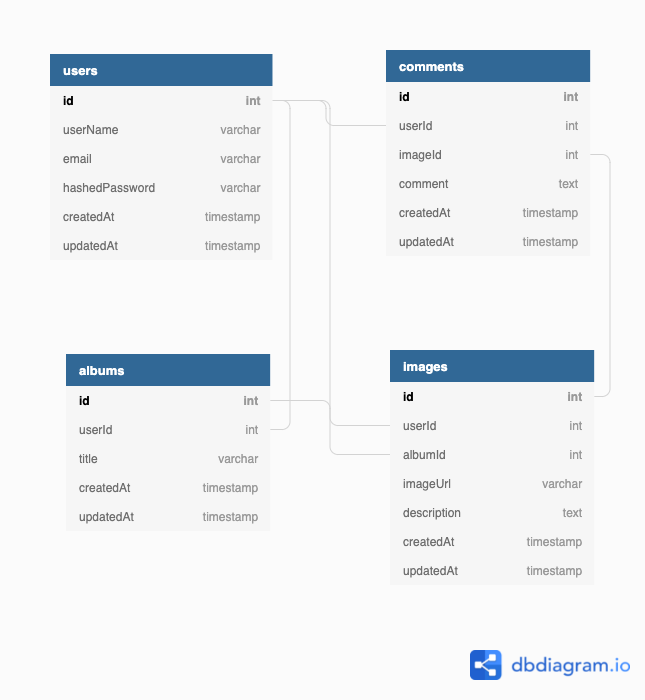 users
id int
userName varchar
email varchar
hashedPassword varchar
createdAt timestamp
updatedAt timestamp
comments
id int
userId int
imageId int
comment text
createdAt timestamp
updatedAt timestamp
albums
id int
userId int
title varchar
createdAt timestamp
updatedAt timestamp
images
id int
userId int
albumId int
imageUrl varchar
description text
createdAt timestamp
updatedAt timestamp
dbdiagram.io